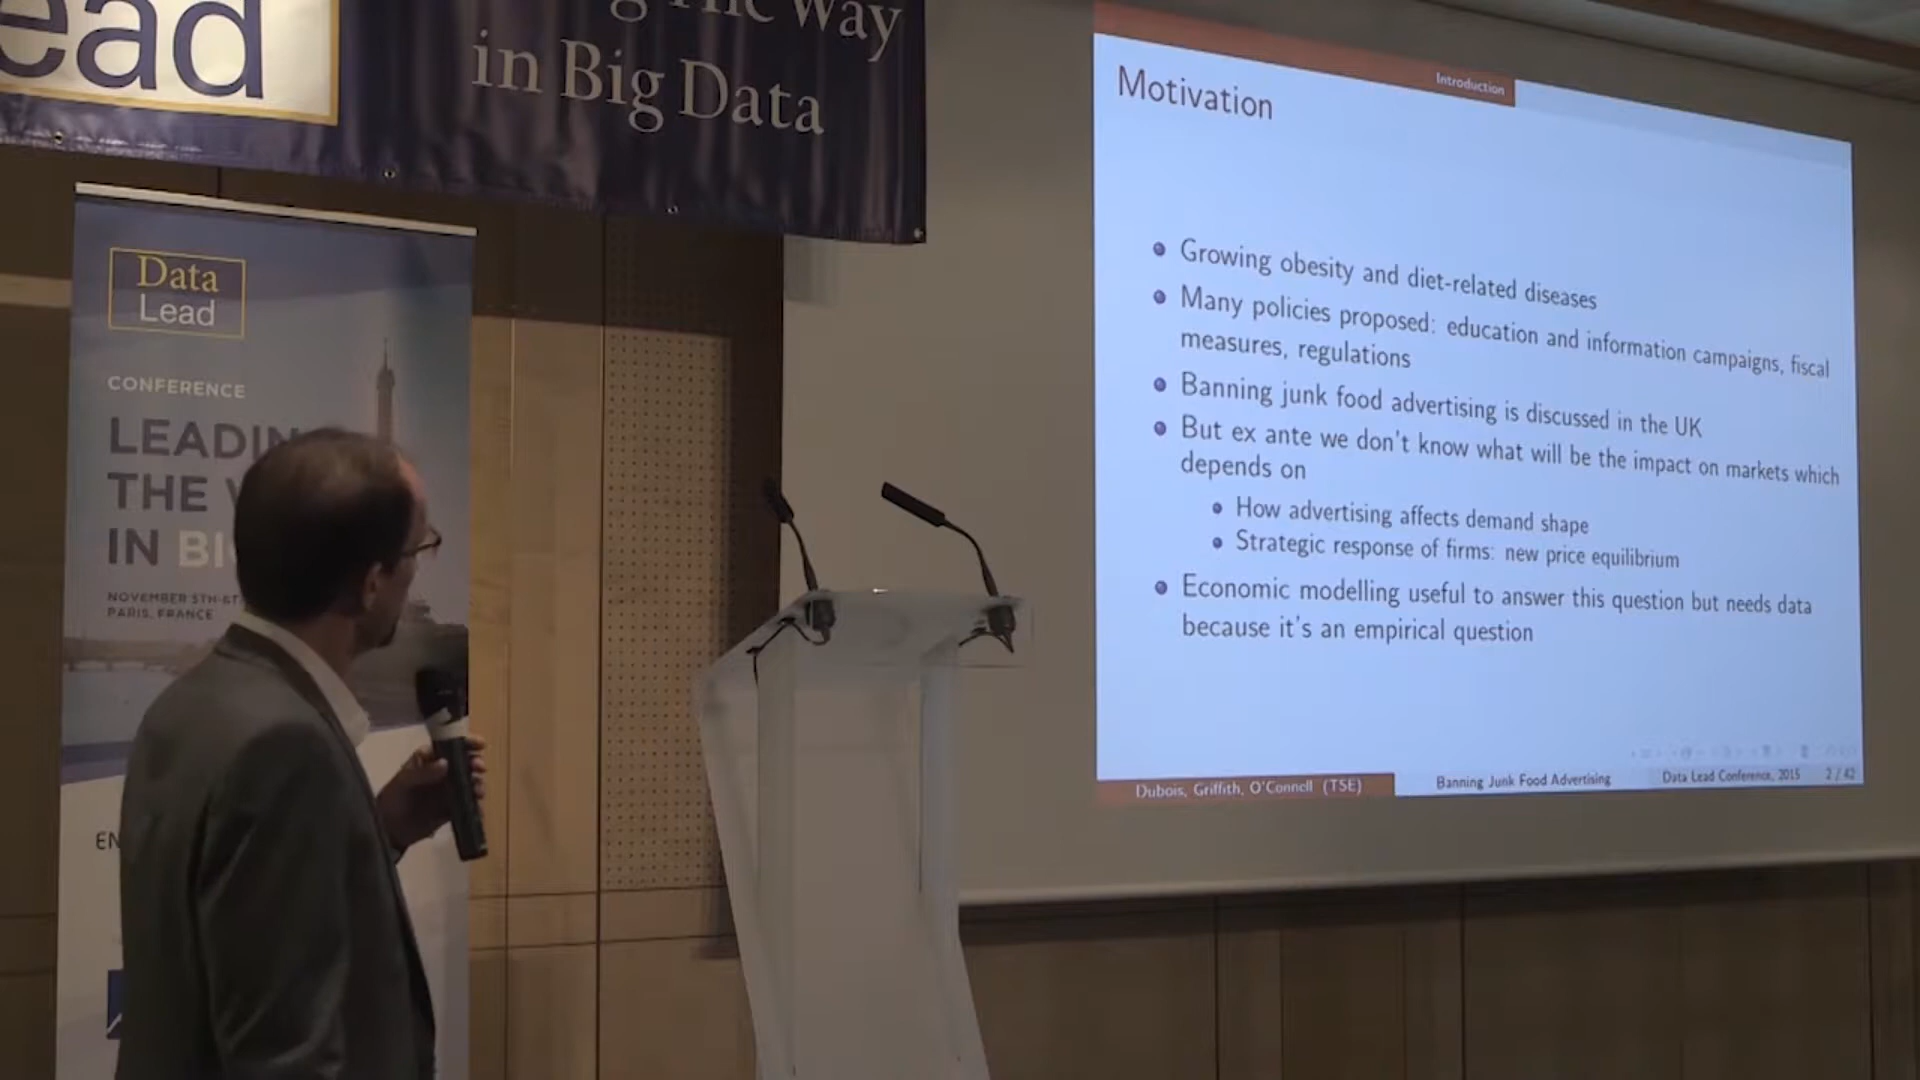 ead
g The Way
in Big Data
Data
Lead
CONFERENCE
LEADIN
THE
IN BI
NOVEMBER 5TH-6T
PARIS, FRANCE
EN
Introduction
Motivation
Growing obesity and diet-related diseases
Many policies proposed: education and information campaigns, fiscal
measures, regulations
Banning junk food advertising is discussed in the UK
But ex ante we don't know what will be the impact on markets which
depends on
How advertising affects demand shape
Strategic response of firms: new price equilibrium
Economic modelling useful to answer this question but needs data
because it's an empirical question
Dubois, Griffith, O'Connell (TSE)
Banning Junk Food Advertising
Data Lead Conference, 2015
2 / 42